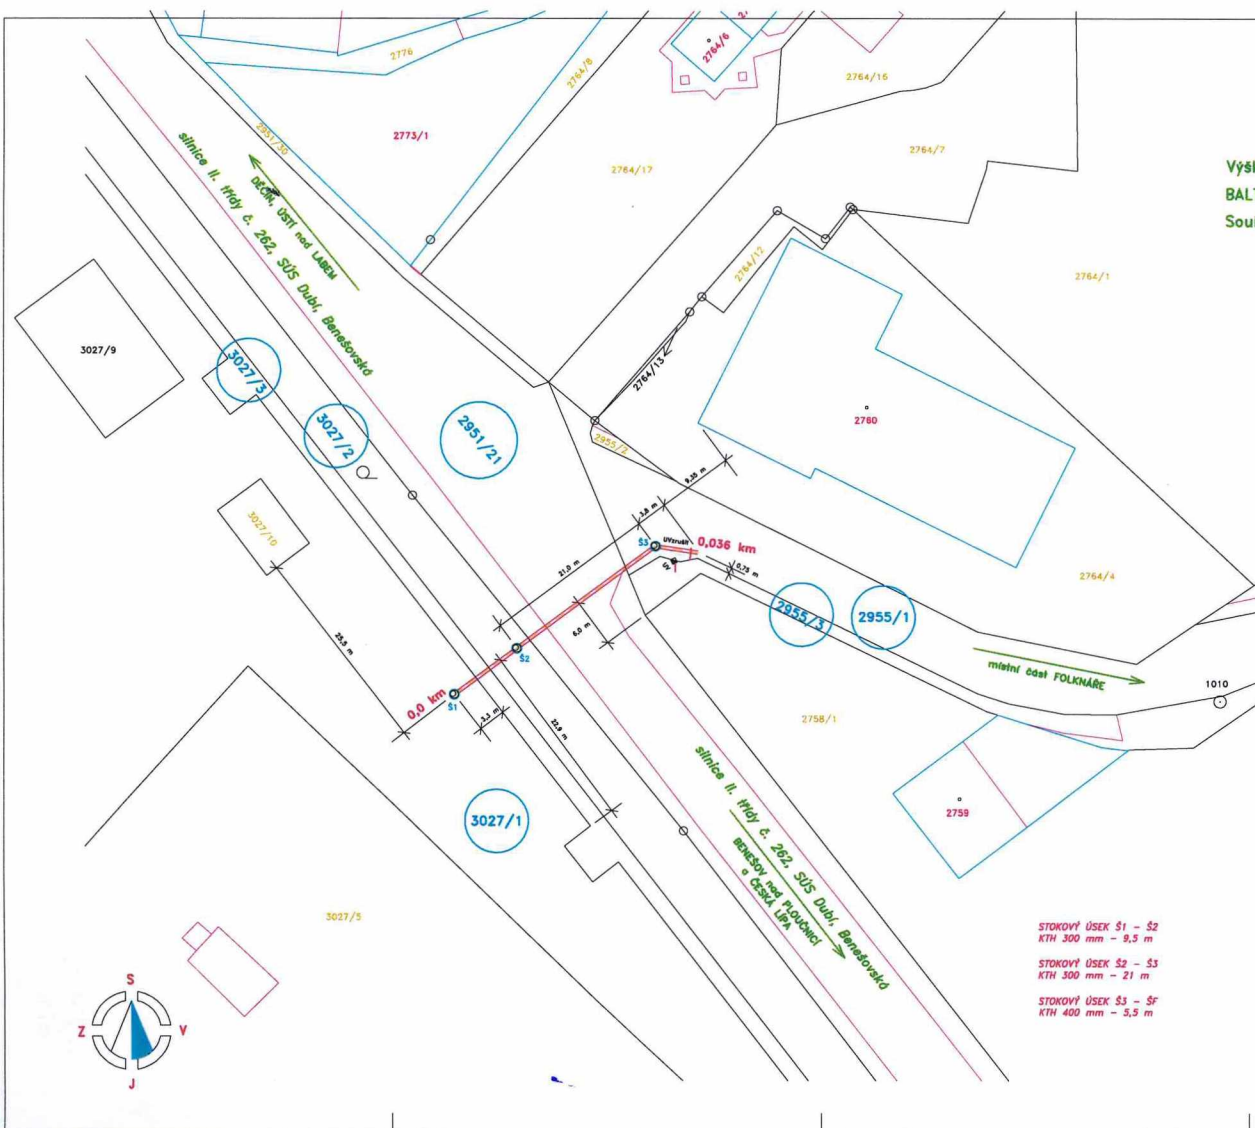 2776
2764/8
2764/6
2764/16
2951/30
2773/1
2764/17
2764/7
silnice II. třídy č. 262, SÚS Dubí, Benešovská
DĚČÍN, ÚSTÍ nad LABEM
2764/12
2764/1
3027/9
3027/3
3027/2
2951/21
2764/13
2955/2
2760
9,35 m
3,8 m
21,0 m
3027/10
Š3
UVzrušit
0,036 km
UV
0,75 m
2764/4
2955/3
2955/1
6,0 m
25,5 m
Š2
místní část FOLKNÁŘE
1010
0,0 km
Š1
3,3 m
22,9 m
2758/1
silnice II. třídy č. 262, SÚS Dubí, Benešovská
BENEŠOV nad PLOUČNICÍ
a ČESKÁ LÍPA
3027/1
2759
3027/5
STOKOVÝ ÚSEK Š1 - Š2
KTH 300 mm - 9,5 m
STOKOVÝ ÚSEK Š2 - Š3
KTH 300 mm - 21 m
STOKOVÝ ÚSEK Š3 - ŠF
KTH 400 mm - 5,5 m
S
Z
V
J